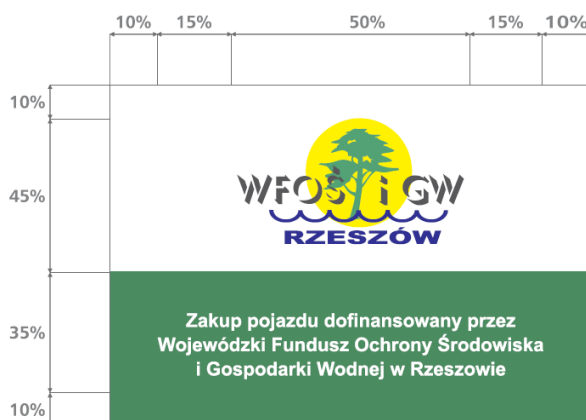 10% 15% 50% 15% 10%
10%
45%
WFOŚ i GW
RZESZÓW
35%
Zakup pojazdu dofinansowany przez
Wojewódzki Fundusz Ochrony Środowiska
i Gospodarki Wodnej w Rzeszowie
10%